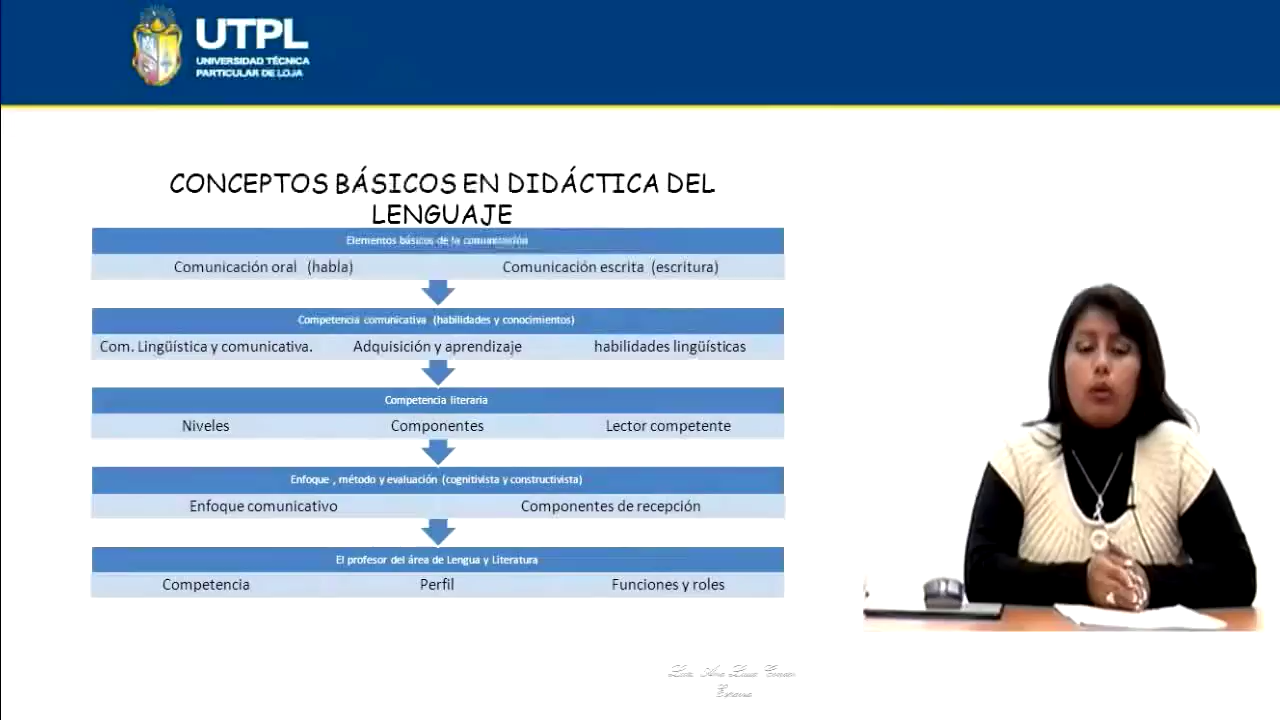 UTPL
UNIVERSIDAD TÉCNICA
PARTICULAR DE LOJA
CONCEPTOS BÁSICOS EN DIDÁCTICA DEL
LENGUAJE
Elementos básicos de la comunicación
Comunicación oral (habla) Comunicación escrita (escritura)
Competencia comunicativa (habilidades y conocimientos)
Com. Lingüística y comunicativa. Adquisición y aprendizaje habilidades lingüísticas
Competencia literaria
Niveles Componentes Lector competente
Enfoque , método y evaluación (cognitivista y constructivista)
Enfoque comunicativo Componentes de recepción
El profesor del área de Lengua y Literatura
Competencia Perfil Funciones y roles
Ana